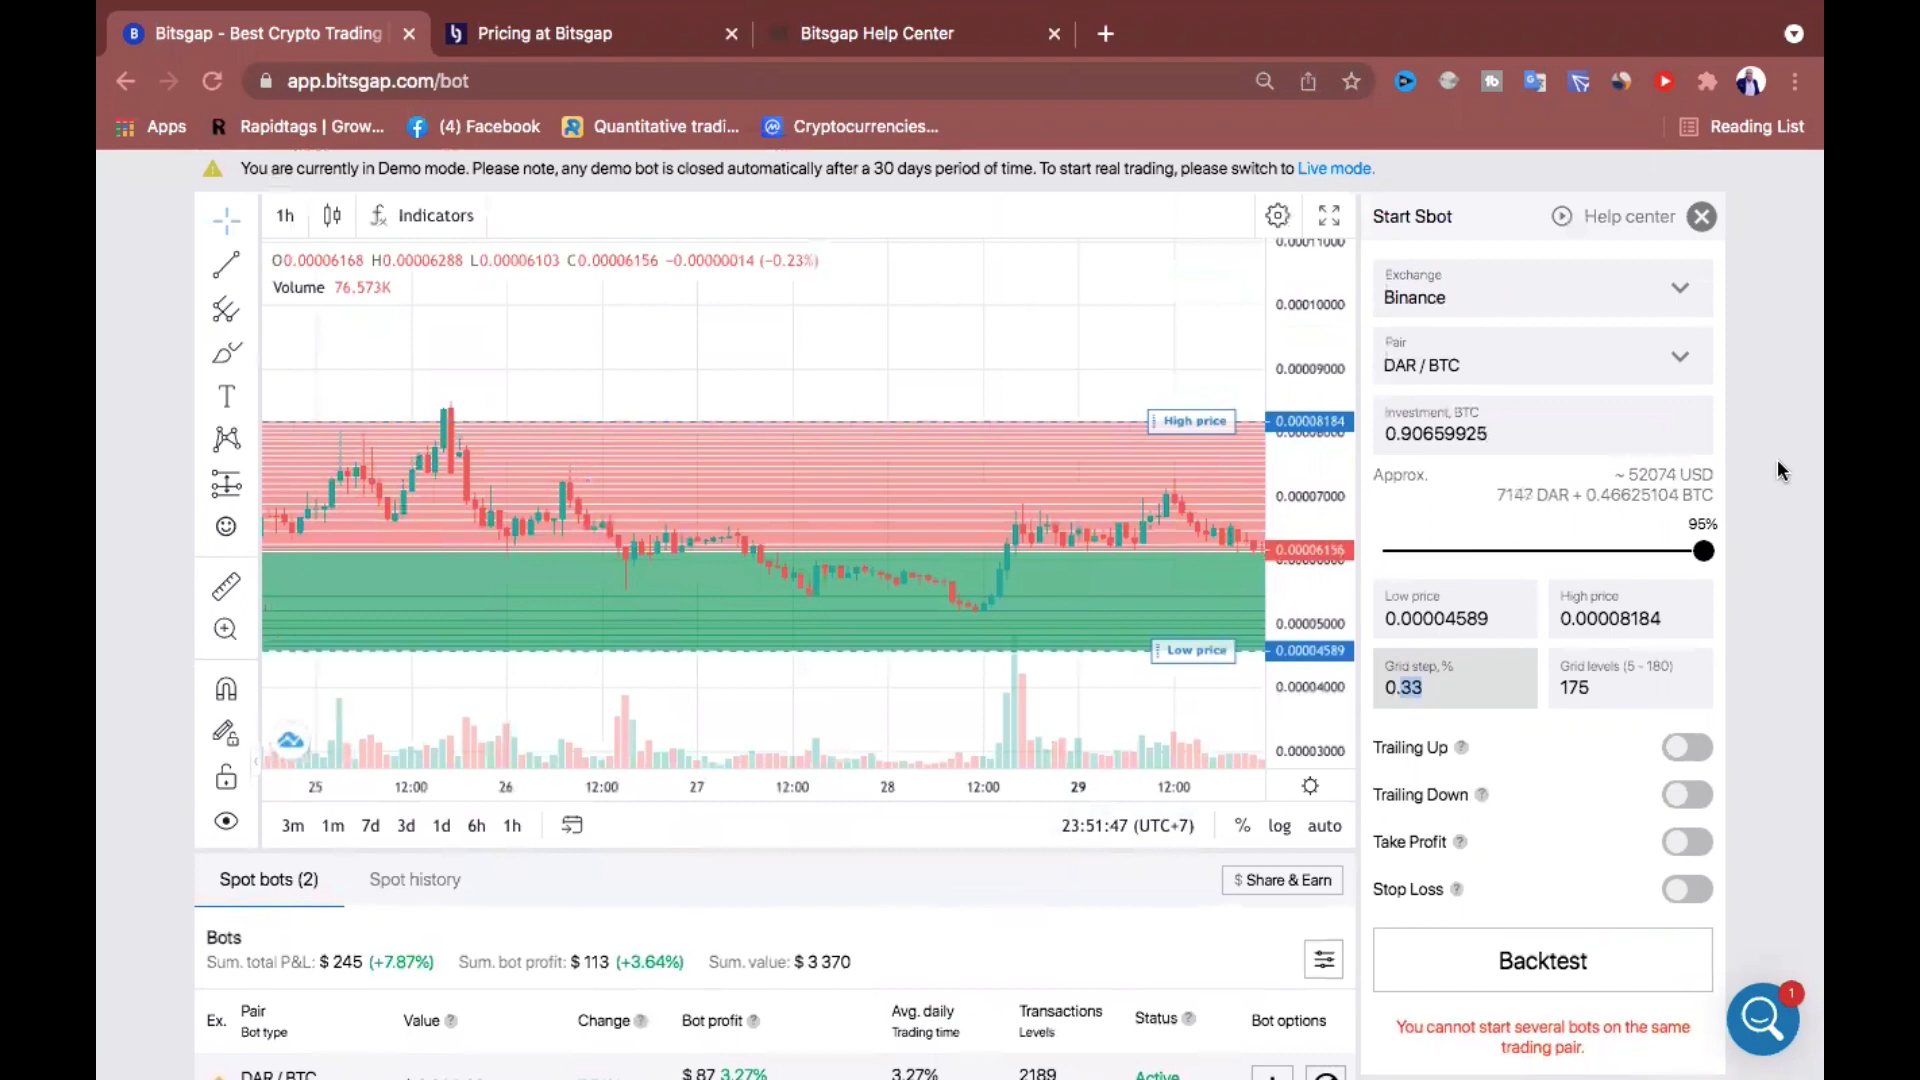 Bitsgap - Best Crypto Trading
Pricing at Bitsgap
Bitsgap Help Center
app.bitsgap.com/bot
Apps
Rapidtags | Grow...
(4) Facebook
Quantitative tradi...
Cryptocurrencies...
Reading List
You are currently in Demo mode. Please note, any demo bot is closed automatically after a 30 days period of time. To start real trading, please switch to Live mode.
1h
Indicators
O0.00006168 H0.00006288 L0.00006103 C0.00006156 −0.00000014 (−0.23%)
Volume 76.573K
0.00011000
0.00010000
0.00009000
High price
0.00008184
0.00008000
0.00007000
0.00006156
0.00006000
0.00005000
Low price
0.00004589
0.00004000
0.00003000
25 12:00 26 12:00 27 12:00 28 12:00 29 12:00
3m 1m 7d 3d 1d 6h 1h
23:51:47 (UTC+7)
% log auto
Start Sbot
Help center
Exchange
Binance
Pair
DAR / BTC
Investment, BTC
0.90659925
Approx.
~ 52074 USD
7147 DAR + 0.46625104 BTC
95%
Low price
0.00004589
High price
0.00008184
Grid step, %
0.33
Grid levels (5 - 180)
175
Trailing Up
Trailing Down
Take Profit
Stop Loss
Backtest
You cannot start several bots on the same
trading pair.
1
Spot bots (2)
Spot history
$ Share & Earn
Bots
Sum. total P&L: $ 245 (+7.87%) Sum. bot profit: $ 113 (+3.64%) Sum. value: $ 3 370
Ex.
Pair
Bot type
Value
Change
Bot profit
Avg. daily
Trading time
Transactions
Levels
Status
Bot options
DAR / BTC
$ 87 3.27%
3.27%
2189
Active